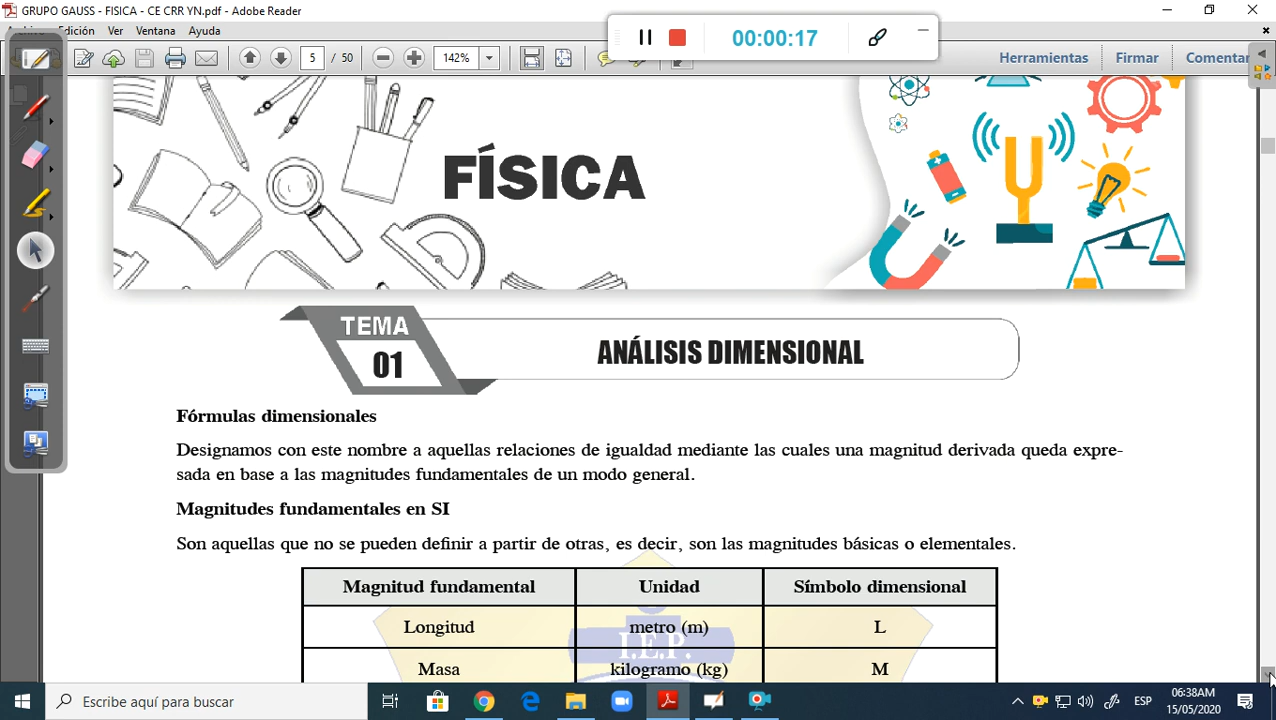 GRUPO GAUSS - FISICA - CE CRR YN.pdf - Adobe Reader
Edición Ver Ventana Ayuda
00:00:17
5 / 50 142% Herramientas Firmar Comentar
FÍSICA
TEMA
01
ANÁLISIS DIMENSIONAL
Fórmulas dimensionales
Designamos con este nombre a aquellas relaciones de igualdad mediante las cuales una magnitud derivada queda expre-
sada en base a las magnitudes fundamentales de un modo general.
Magnitudes fundamentales en SI
Son aquellas que no se pueden definir a partir de otras, es decir, son las magnitudes básicas o elementales.
Magnitud fundamental Unidad Símbolo dimensional
Longitud metro (m) L
I.E.P.
Masa kilogramo (kg) M
Escribe aquí para buscar
ESP
06:38AM
15/05/2020